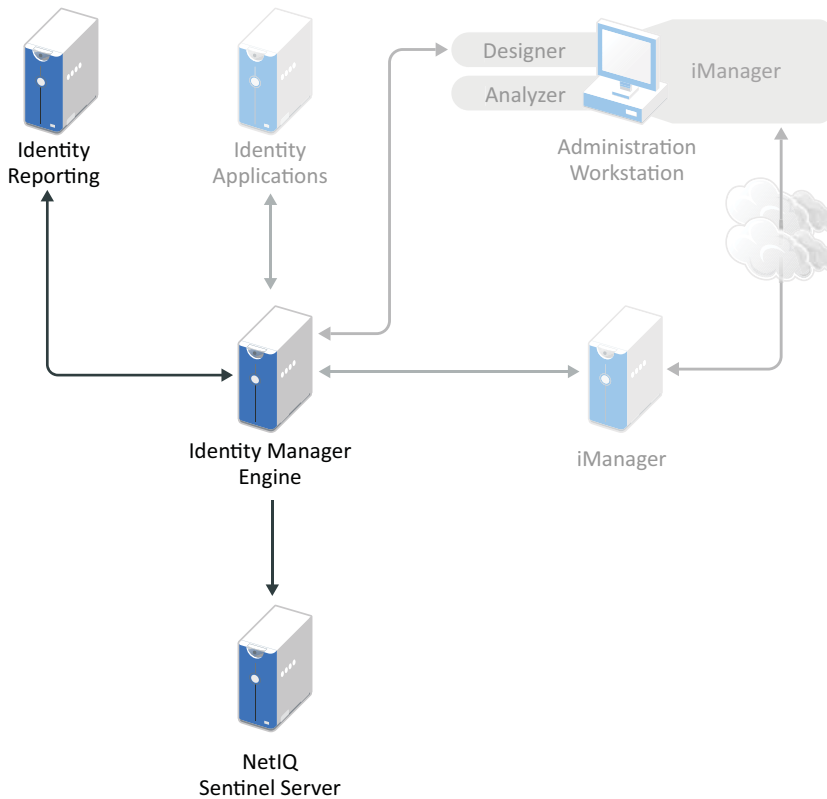 Designer
Analyzer
iManager
Identity
Reporting
Identity
Applications
Administration
Workstation
Identity Manager
Engine
iManager
NetIQ
Sentinel Server